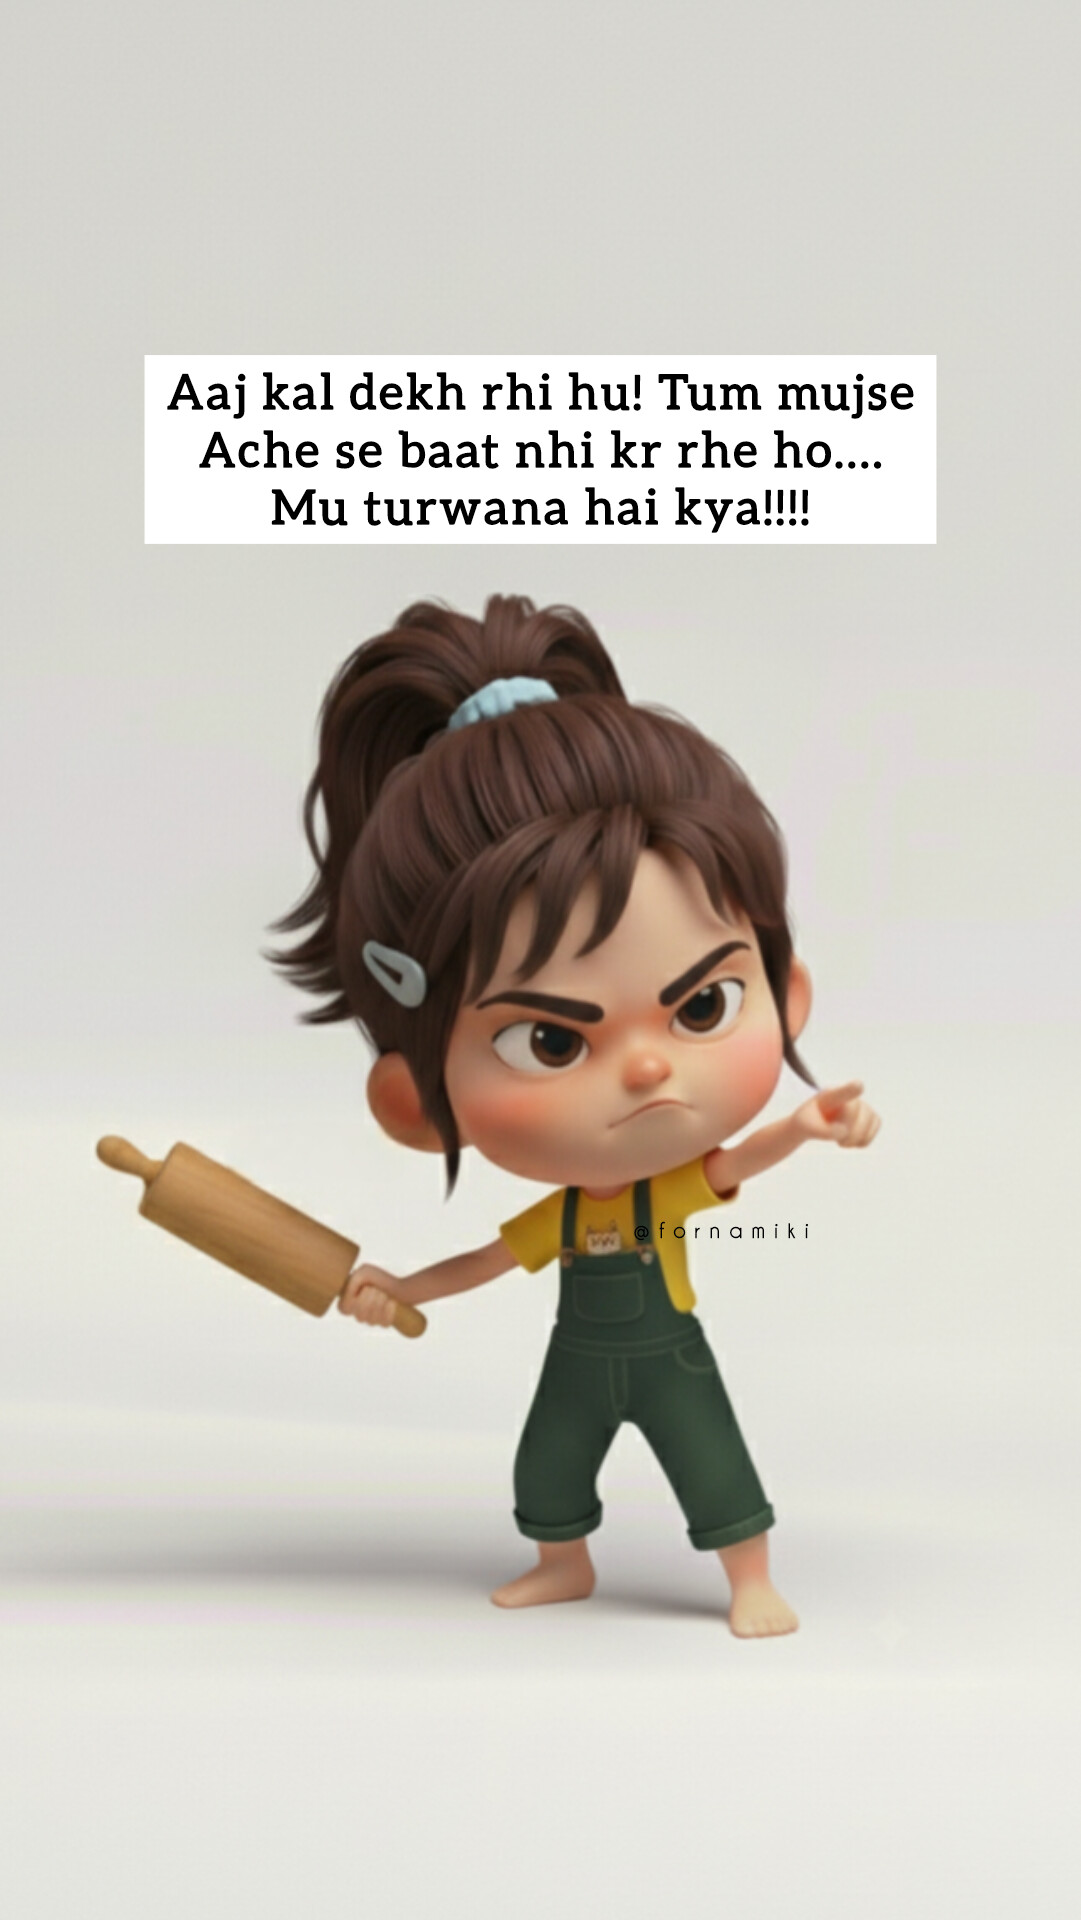 Aaj kal dekh rhi hu! Tum mujse
Ache se baat nhi kr rhe ho....
Mu turwana hai kya!!!!
@fornamiki